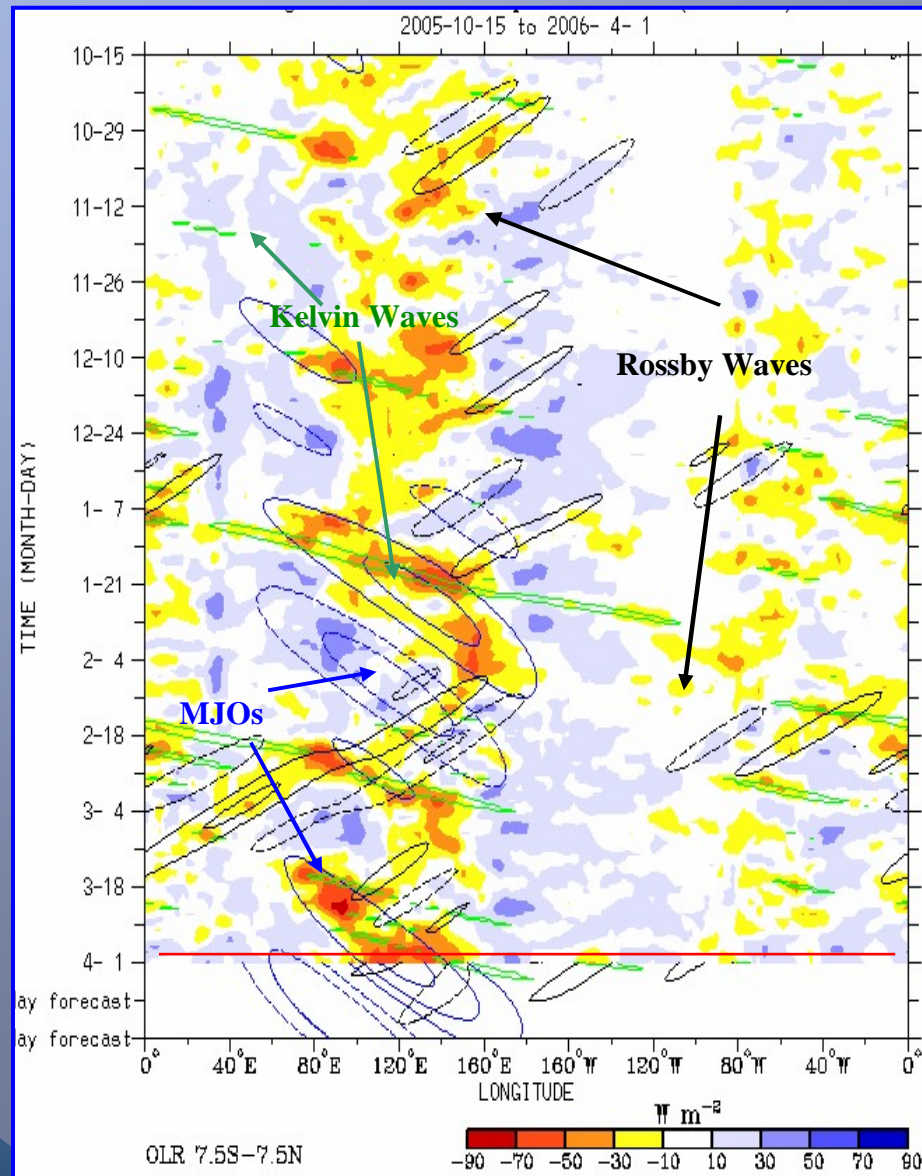 2005-10-15 to 2006- 4- 1
10-15
10-29
11-12
11-26
12-10
12-24
1- 7
1-21
2- 4
2-18
3- 4
3-18
4- 1
ay forecast
ay forecast
TIME (MONTH-DAY)
Kelvin Waves
Rossby Waves
MJOs
0° 40°E 80°E 120°E 160°E 160°W 120°W 80°W 40°W 0°
LONGITUDE
W m-2
OLR 7.5S-7.5N
-90 -70 -50 -30 -10 10 30 50 70 90